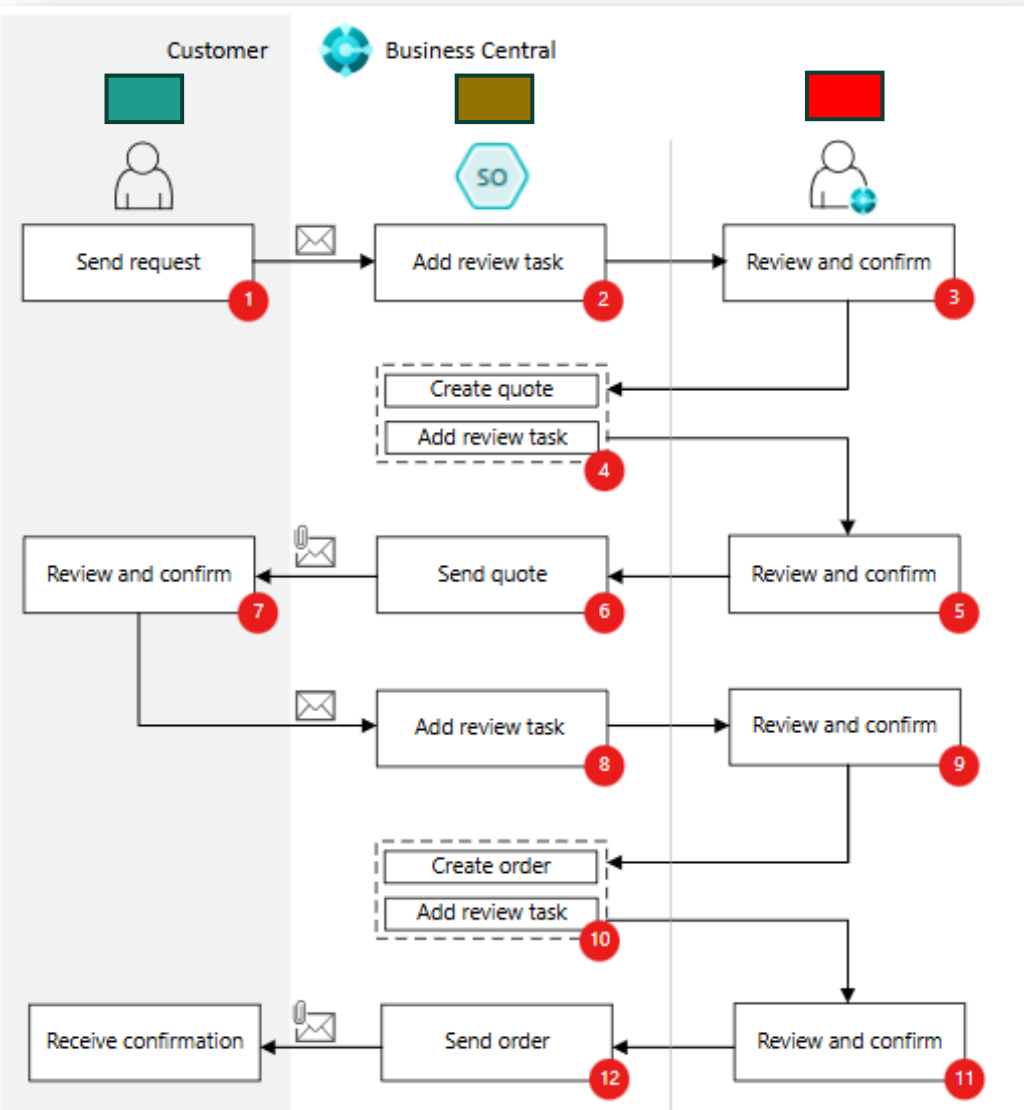 Customer
Business Central
SO
Send request
1
Add review task
2
Review and confirm
3
Create quote
Add review task
4
Review and confirm
7
Send quote
6
Review and confirm
5
Add review task
8
Review and confirm
9
Create order
Add review task
10
Receive confirmation
Send order
12
Review and confirm
11